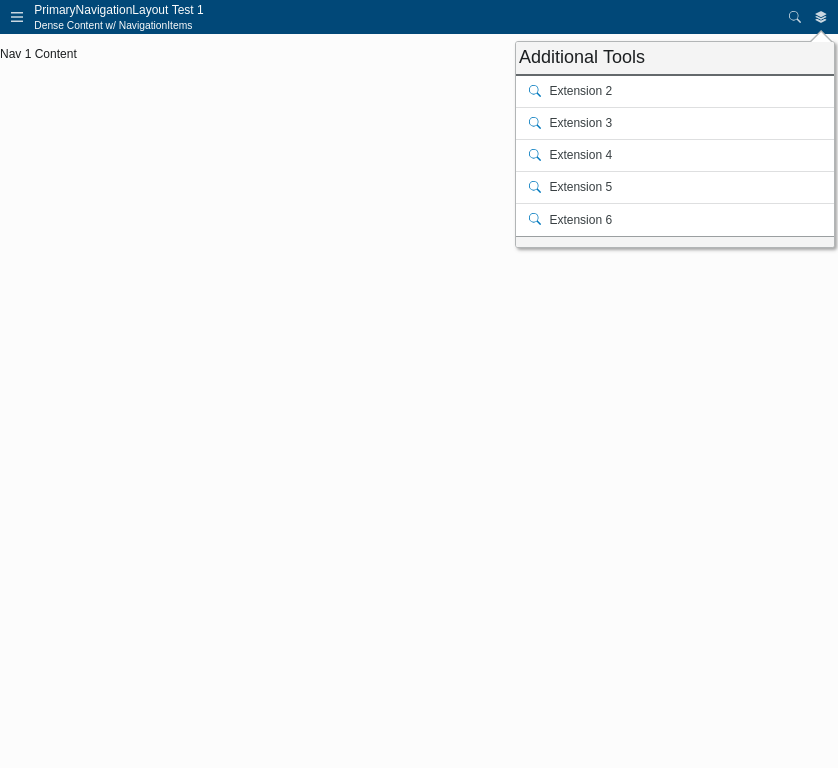 PrimaryNavigationLayout Test 1
Dense Content w/ NavigationItems
Nav 1 Content
Additional Tools
Extension 2
Extension 3
Extension 4
Extension 5
Extension 6